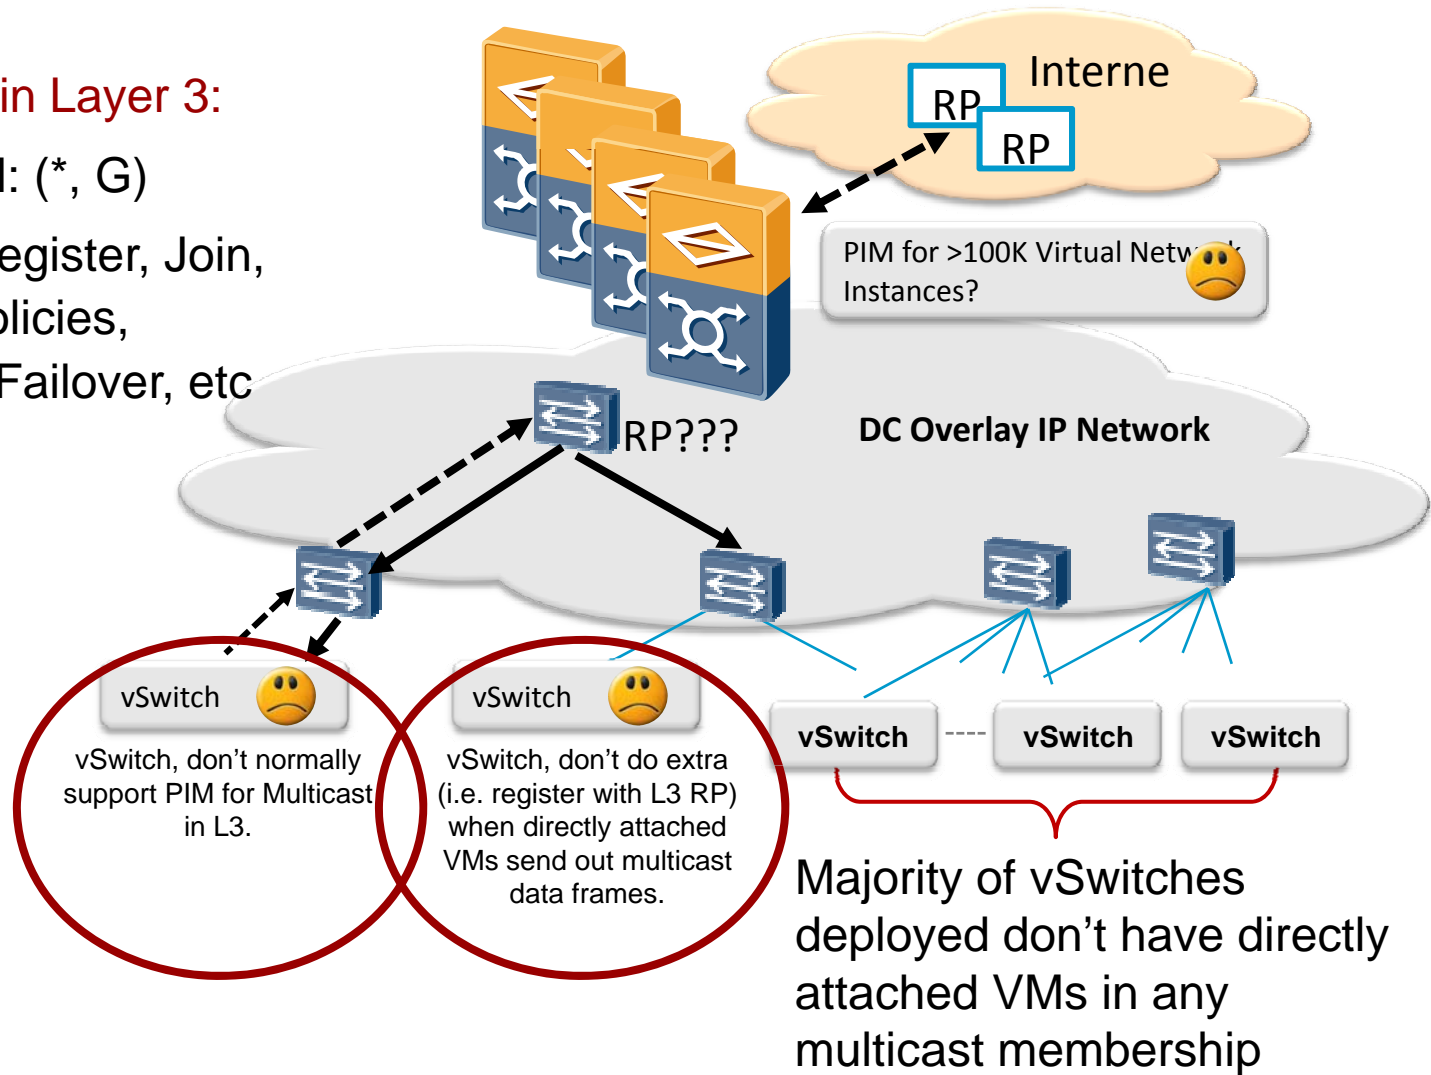 in Layer 3:
: (*, G)
egister, Join,
olicies,
Failover, etc
Interne
RP
RP
PIM for >100K Virtual Network
Instances?
RP???
DC Overlay IP Network
vSwitch
vSwitch, don’t normally
support PIM for Multicast
in L3.
vSwitch
vSwitch, don’t do extra
(i.e. register with L3 RP)
when directly attached
VMs send out multicast
data frames.
vSwitch
vSwitch
vSwitch
Majority of vSwitches
deployed don’t have directly
attached VMs in any
multicast membership